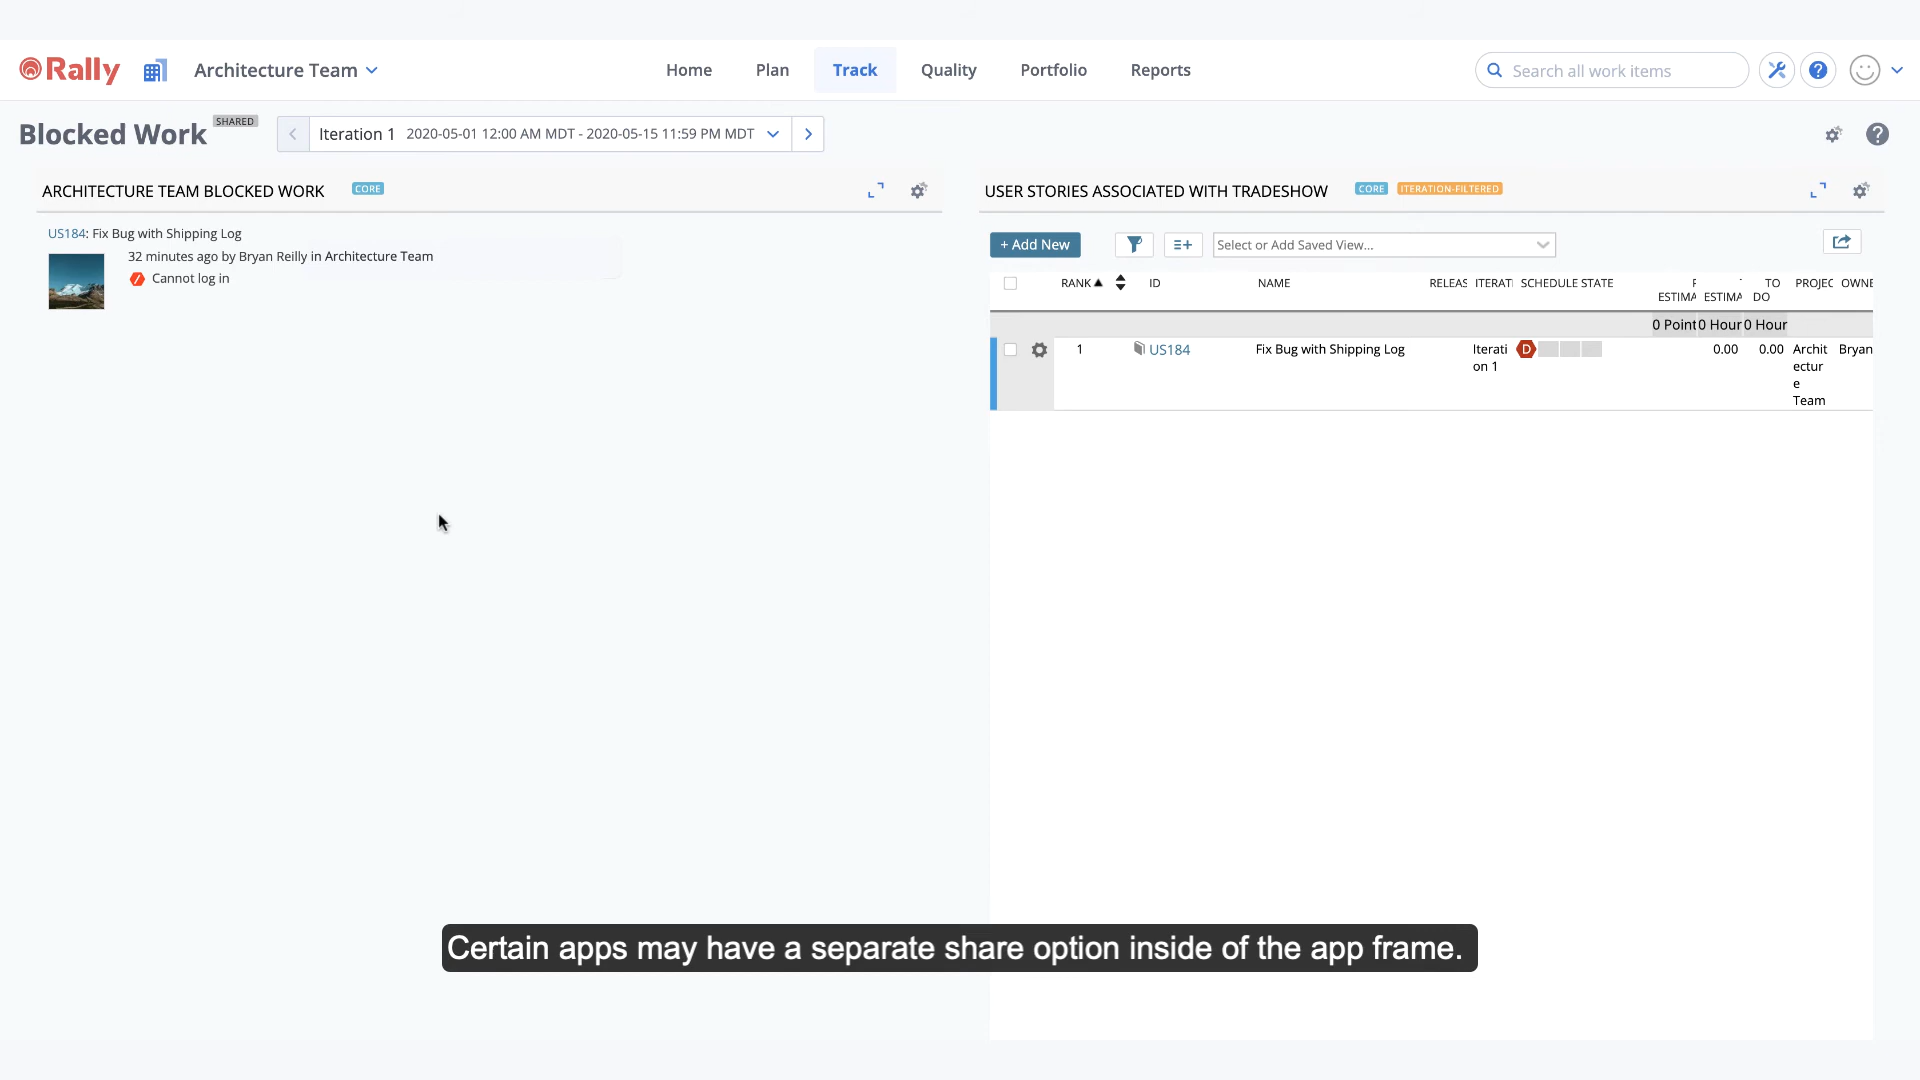 Rally
Architecture Team
Home
Plan
Track
Quality
Portfolio
Reports
Search all work items
Blocked Work
SHARED
Iteration 1 2020-05-01 12:00 AM MDT - 2020-05-15 11:59 PM MDT
ARCHITECTURE TEAM BLOCKED WORK
CORE
US184: Fix Bug with Shipping Log
32 minutes ago by Bryan Reilly in Architecture Team
Cannot log in
USER STORIES ASSOCIATED WITH TRADESHOW
CORE
ITERATION-FILTERED
+ Add New
Select or Add Saved View...
RANK ID NAME RELEAS ITERATI SCHEDULE STATE ESTIMA ESTIMA TO DO PROJEC OWNE
0 Point 0 Hour 0 Hour
1 US184 Fix Bug with Shipping Log Iterati D 0.00 0.00 Archit Bryan
on 1 ectur
e
Team
Certain apps may have a separate share option inside of the app frame.